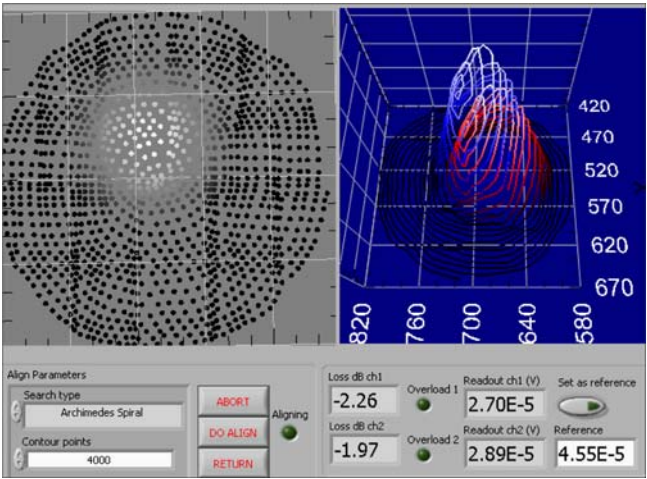 420
470
520
570
620
670
820
760
700
640
580
Align Parameters
Search type
Archimedes Spiral
Contour points
4000
ABORT
DO ALIGN
RETURN
Aligning
Loss dB ch1
-2.26
Overload 1
Readout ch1 (V)
2.70E-5
Set as reference
Loss dB ch2
-1.97
Overload 2
Readout ch2 (V)
2.89E-5
Reference
4.55E-5